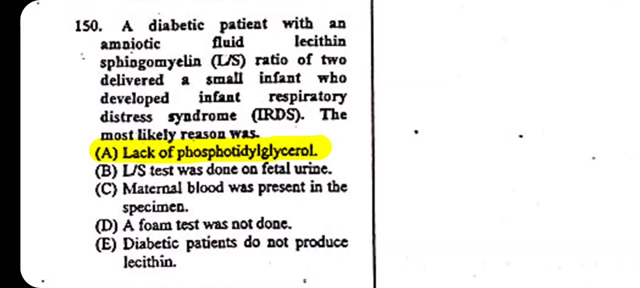 150. A diabetic patient with an
amniotic fluid lecithin
sphingomyelin (L/S) ratio of two
delivered a small infant who
developed infant respiratory
distress syndrome (IRDS). The
most likely reason was.
(A) Lack of phosphotidylglycerol.
(B) L/S test was done on fetal urine.
(C) Maternal blood was present in the
specimen.
(D) A foam test was not done.
(E) Diabetic patients do not produce
lecithin.